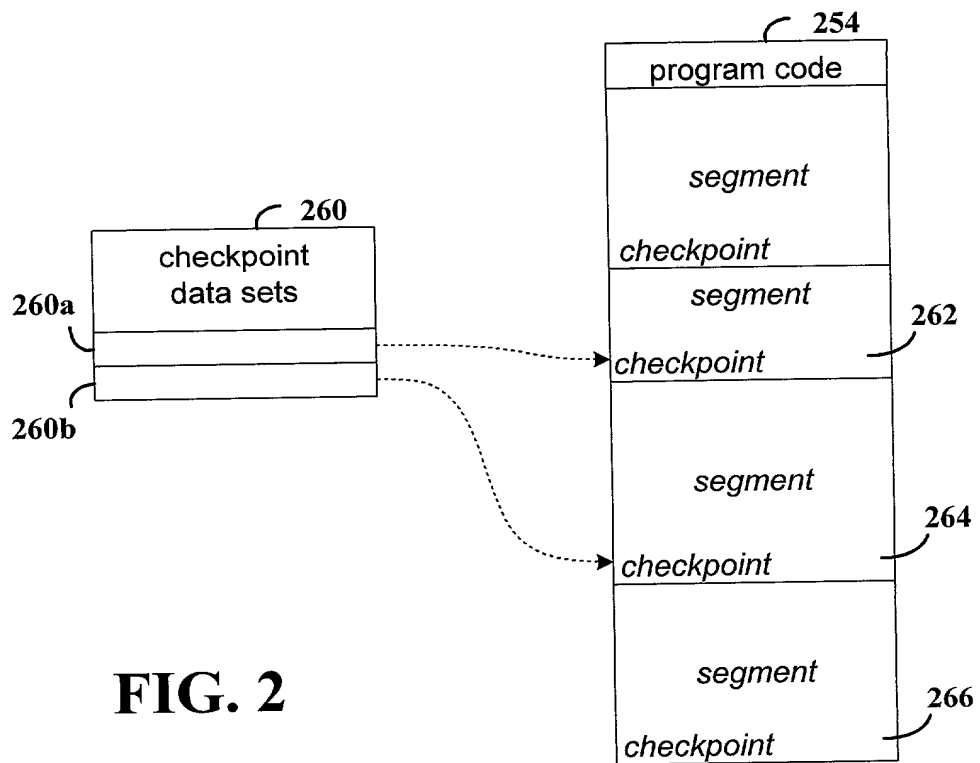 254
program code
segment
checkpoint
260
checkpoint
data sets
260a
260b
segment
262
checkpoint
segment
264
checkpoint
segment
266
checkpoint
FIG. 2